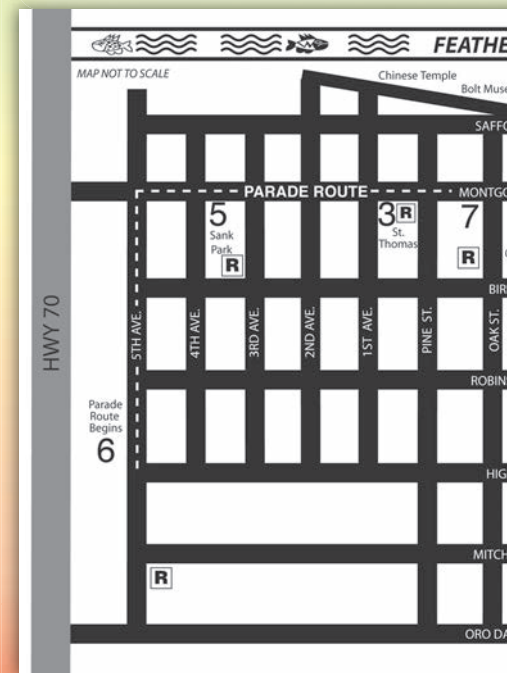 FEATHE
MAP NOT TO SCALE
Chinese Temple
Bolt Muse
SAFFO
PARADE ROUTE
MONTGO
5
Sank
Park
R
3 R
St.
Thomas
7
R
BIR
HWY 70
5TH AVE.
4TH AVE.
3RD AVE.
2ND AVE.
1ST AVE.
PINE ST.
OAK ST.
ROBIN
Parade
Route
Begins
6
HIG
MITCH
R
ORO DA